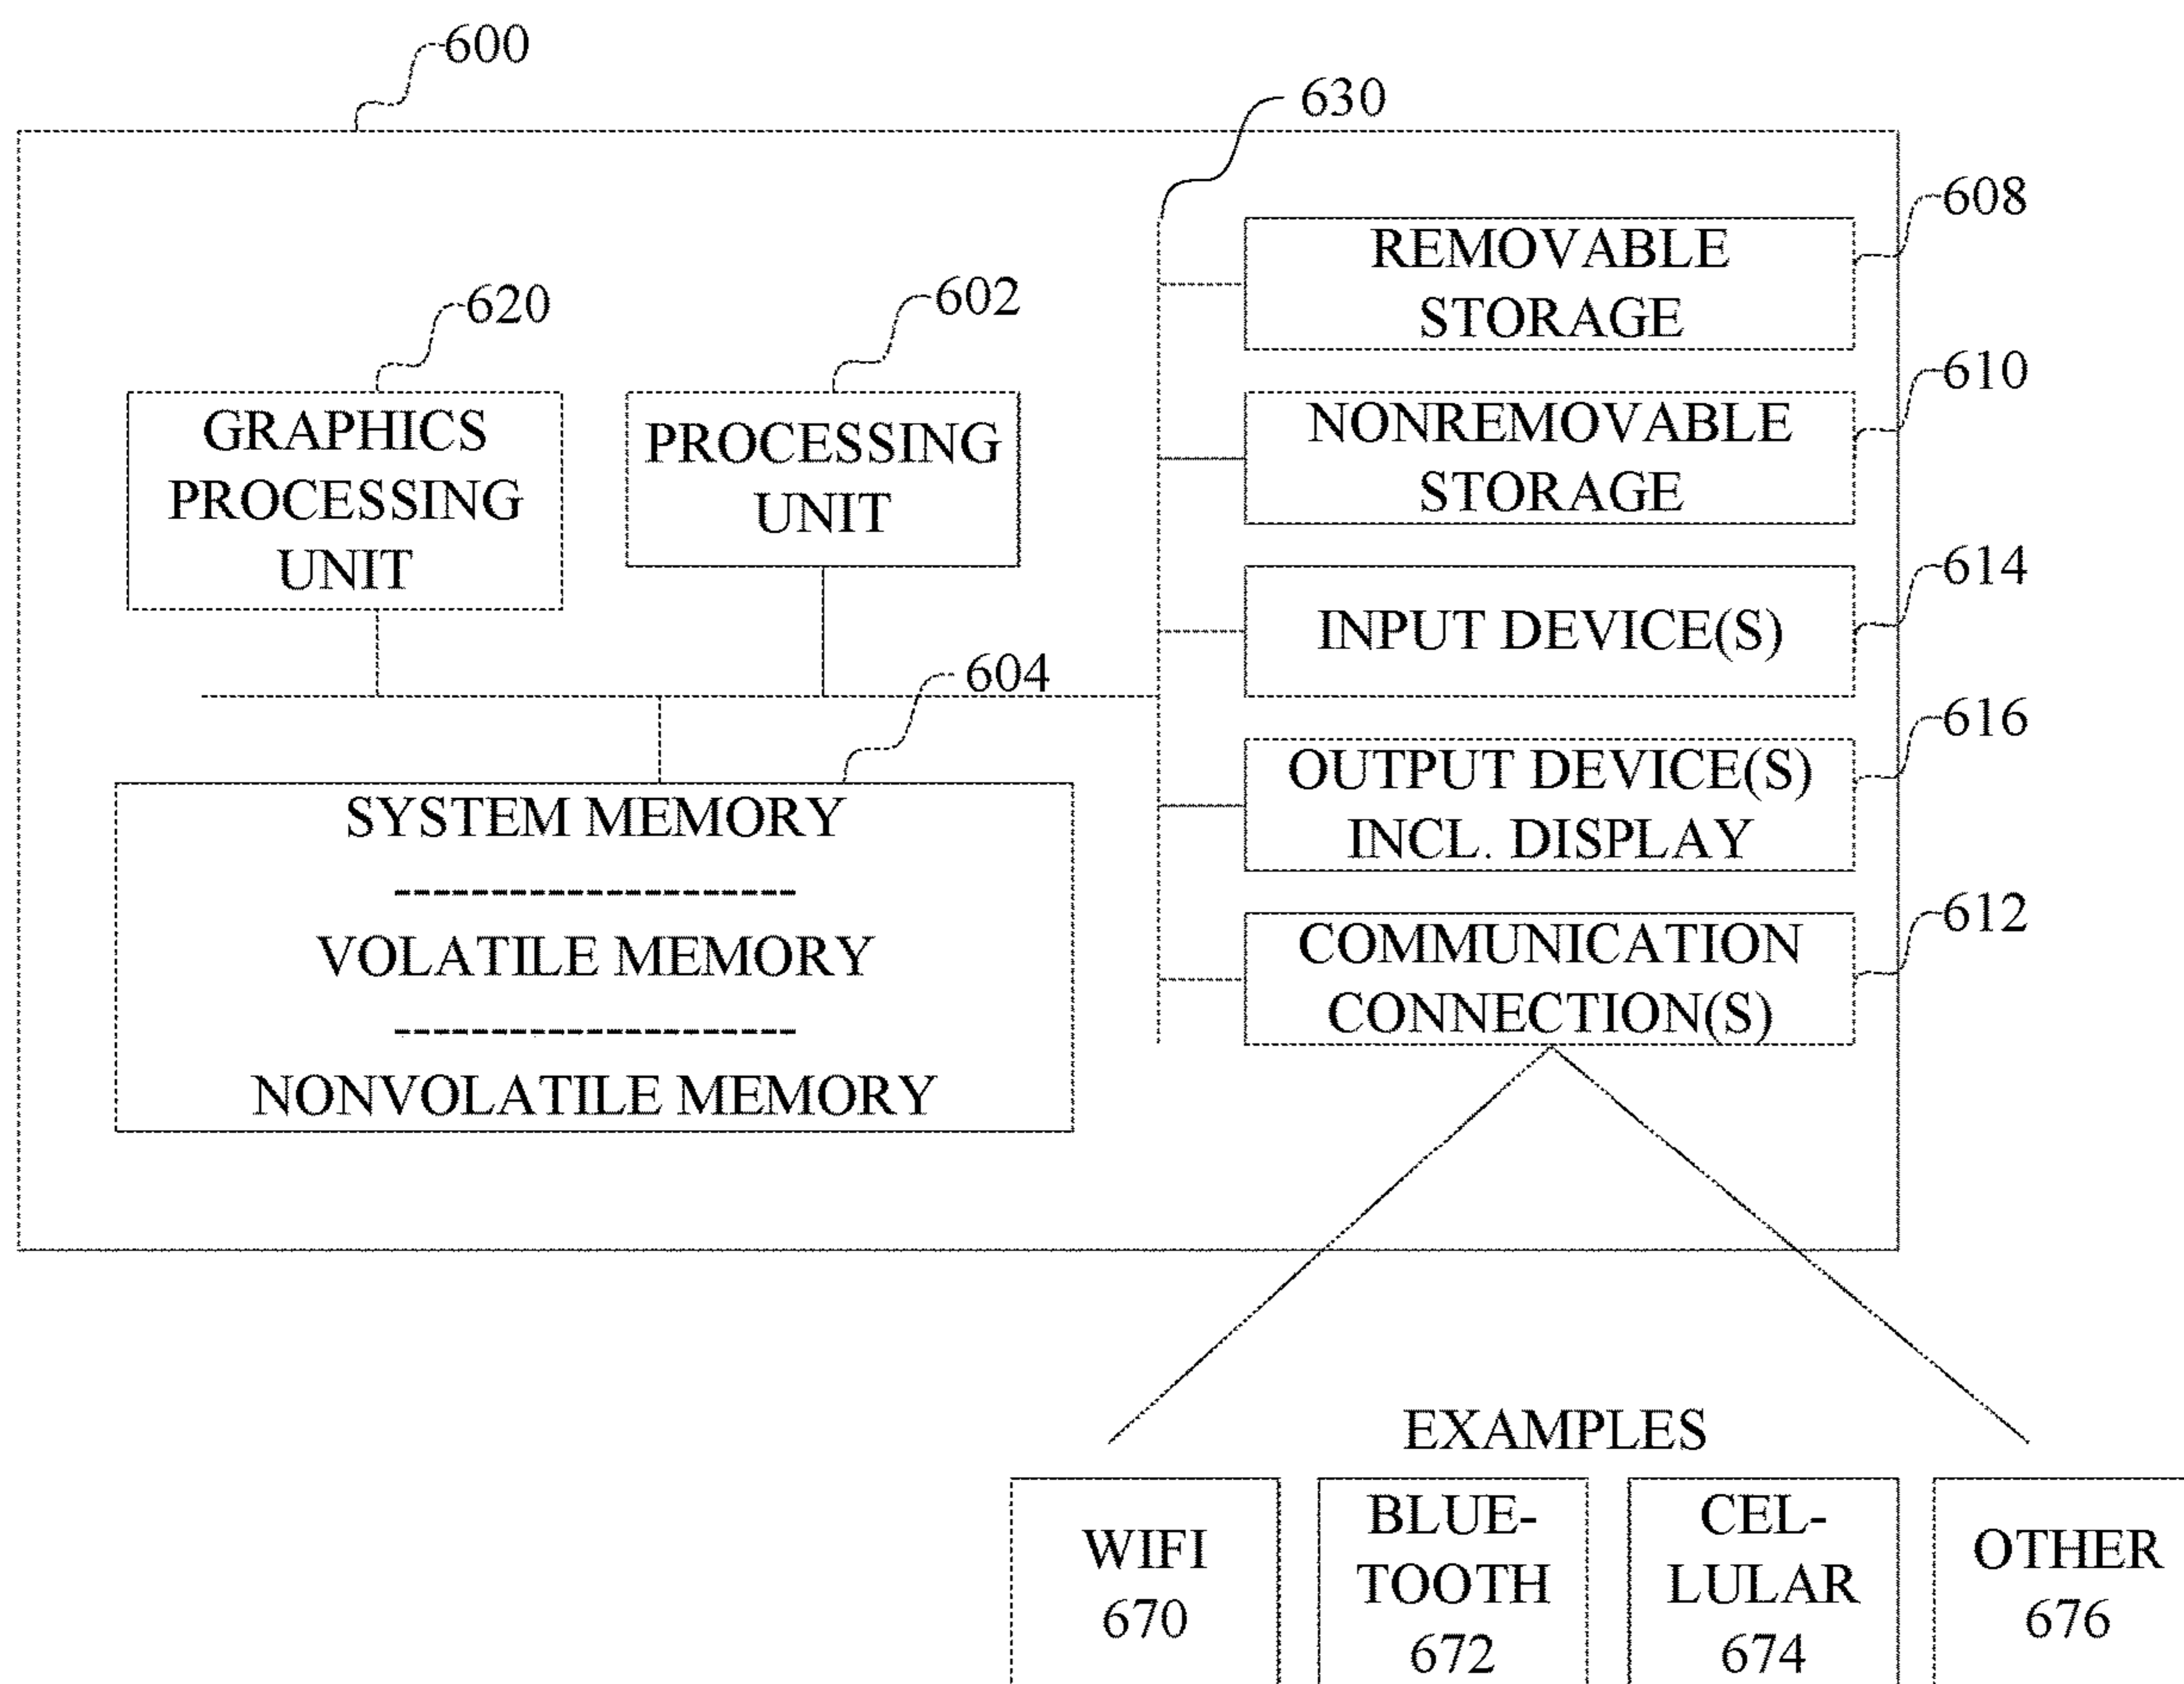 600
630
608
REMOVABLE
STORAGE
620
602
610
GRAPHICS
PROCESSING
UNIT
PROCESSING
UNIT
NONREMOVABLE
STORAGE
614
INPUT DEVICE(S)
604
616
SYSTEM MEMORY
--------------------
VOLATILE MEMORY
--------------------
NONVOLATILE MEMORY
OUTPUT DEVICE(S)
INCL. DISPLAY
612
COMMUNICATION
CONNECTION(S)
EXAMPLES
WIFI
670
BLUE-
TOOTH
672
CEL-
LULAR
674
OTHER
676